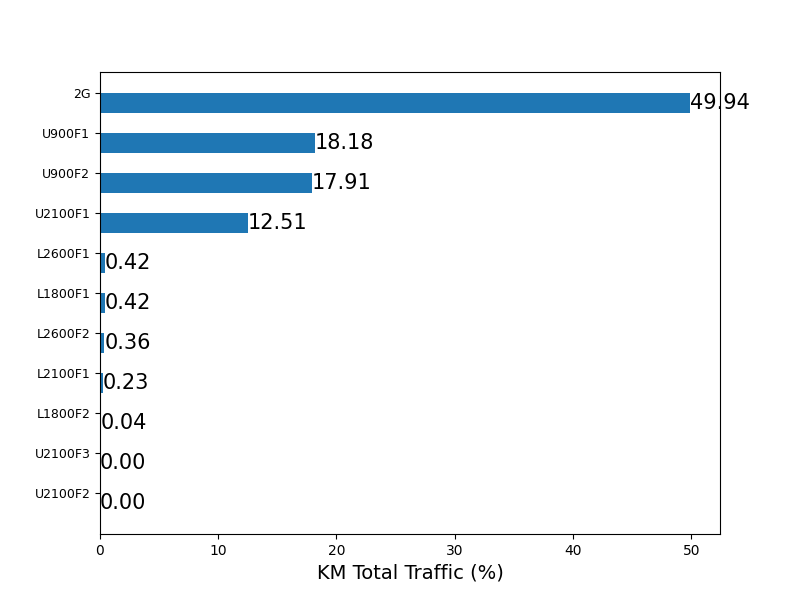 2G 49.94
U900F1 18.18
U900F2 17.91
U2100F1 12.51
L2600F1 0.42
L1800F1 0.42
L2600F2 0.36
L2100F1 0.23
L1800F2 0.04
U2100F3 0.00
U2100F2 0.00
0 10 20 30 40 50
KM Total Traffic (%)